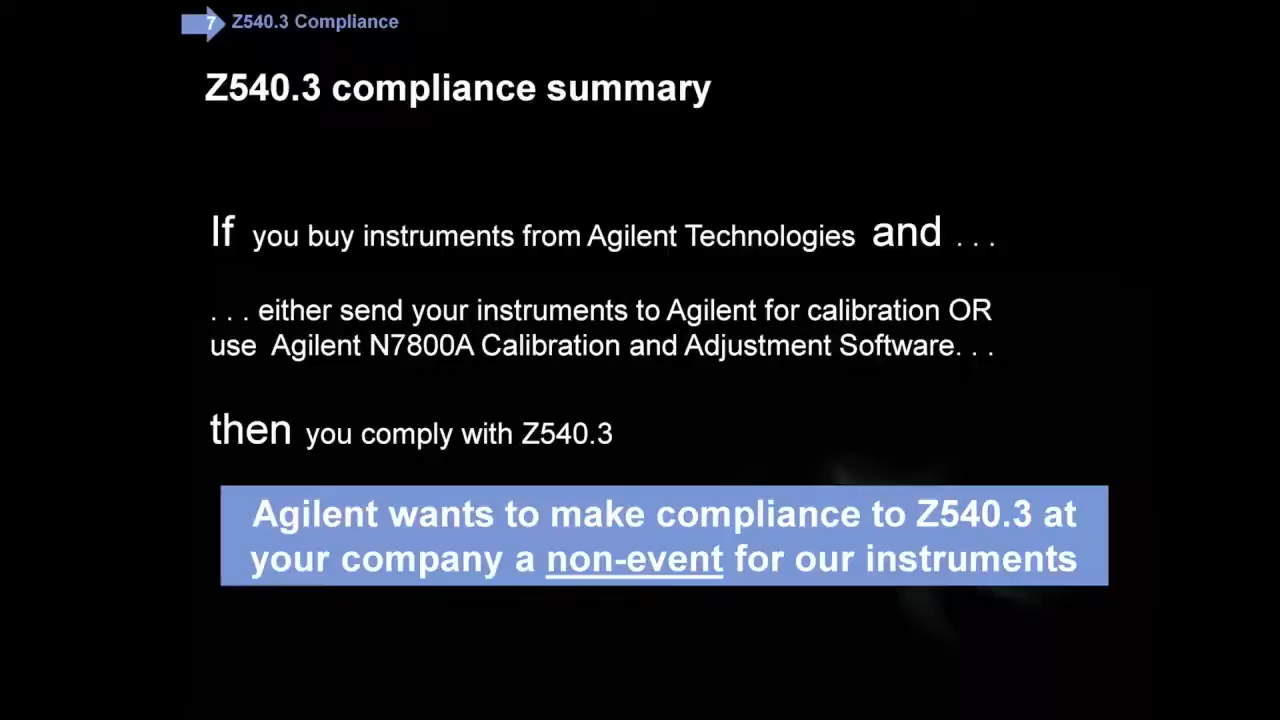 7 Z540.3 Compliance
Z540.3 compliance summary
If you buy instruments from Agilent Technologies and . . .
. . . either send your instruments to Agilent for calibration OR
use Agilent N7800A Calibration and Adjustment Software. . .
then you comply with Z540.3
Agilent wants to make compliance to Z540.3 at
your company a non-event for our instruments